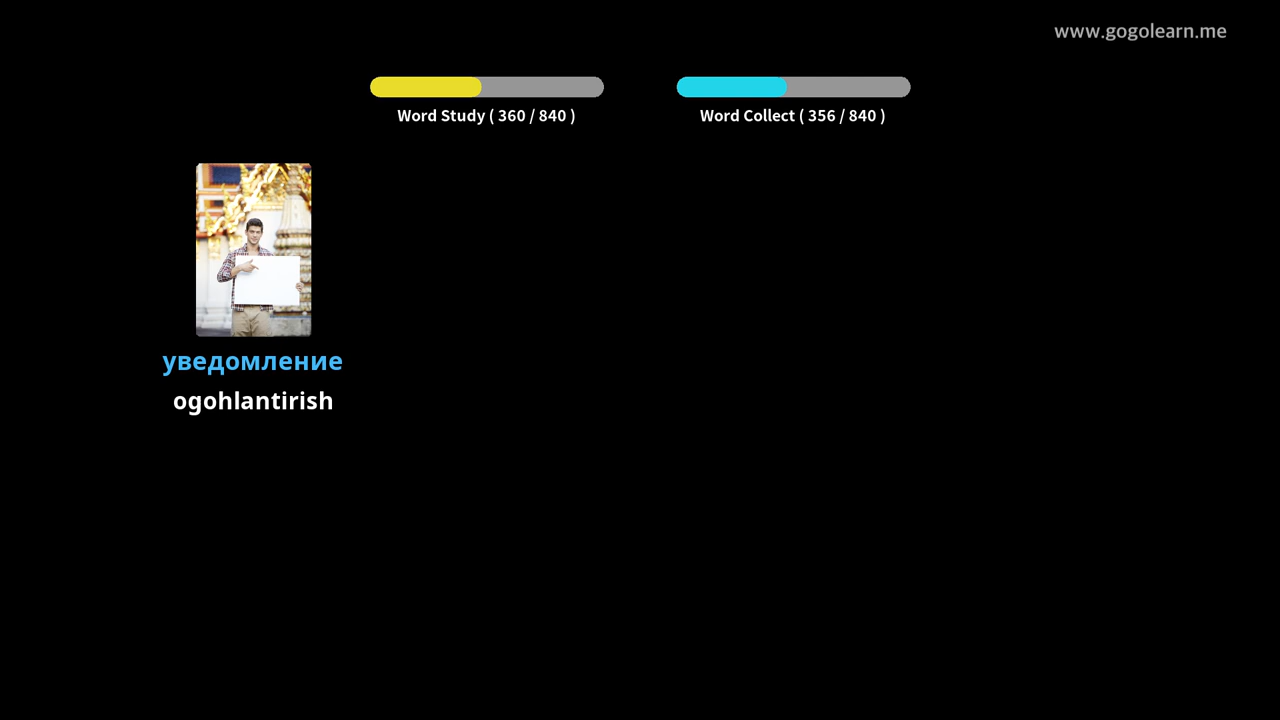 www.gogolearn.me
Word Study ( 360 / 840 )
Word Collect ( 356 / 840 )
уведомление
ogohlantirish